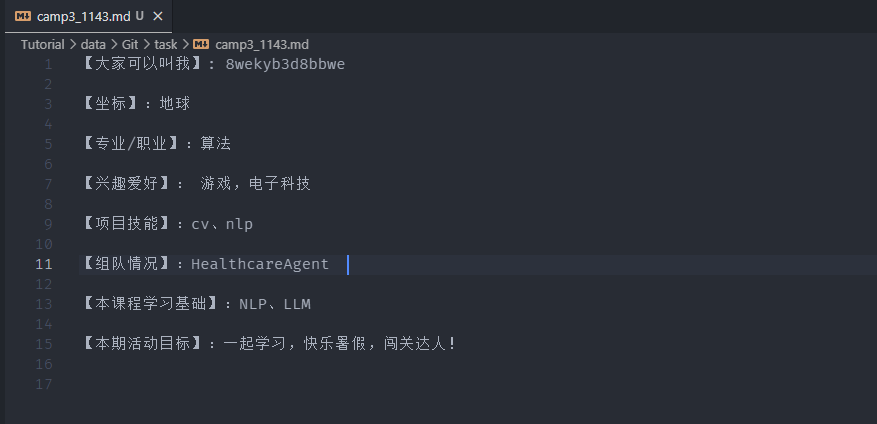 camp3_1143.md U
Tutorial > data > Git > task > camp3_1143.md
1 【大家可以叫我】: 8wekyb3d8bbwe
2
3 【坐标】：地球
4
5 【专业/职业】：算法
6
7 【兴趣爱好】： 游戏，电子科技
8
9 【项目技能】：cv、nlp
10
11 【组队情况】：HealthcareAgent
12
13 【本课程学习基础】：NLP、LLM
14
15 【本期活动目标】：一起学习，快乐暑假，闯关达人！
16
17